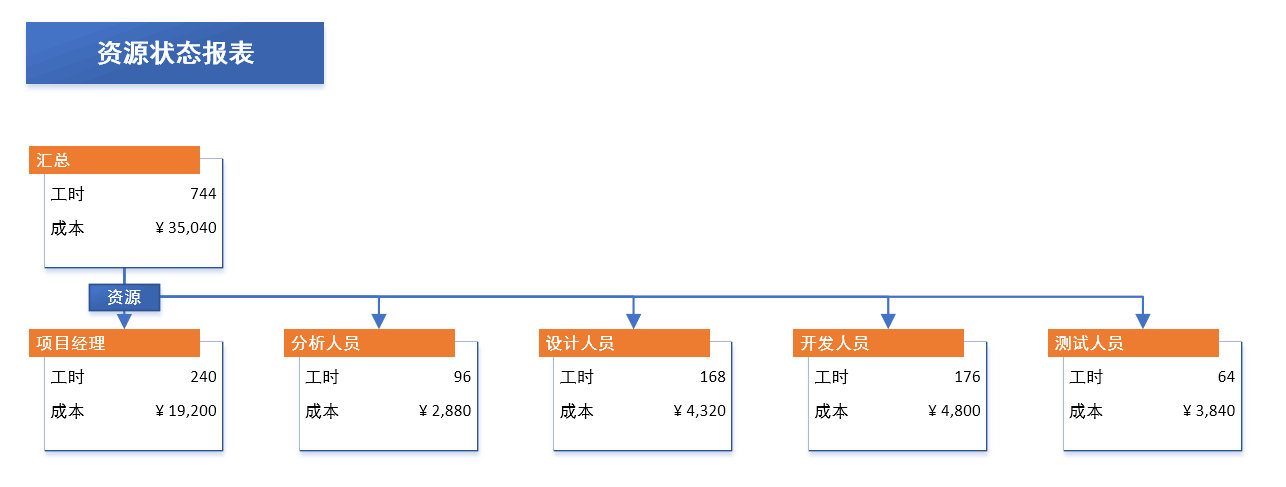 资源状态报表
汇总
工时 744
成本 ¥ 35,040
资源
项目经理 分析人员 设计人员 开发人员 测试人员
工时 240 工时 96 工时 168 工时 176 工时 64
成本 ¥ 19,200 成本 ¥ 2,880 成本 ¥ 4,320 成本 ¥ 4,800 成本 ¥ 3,840